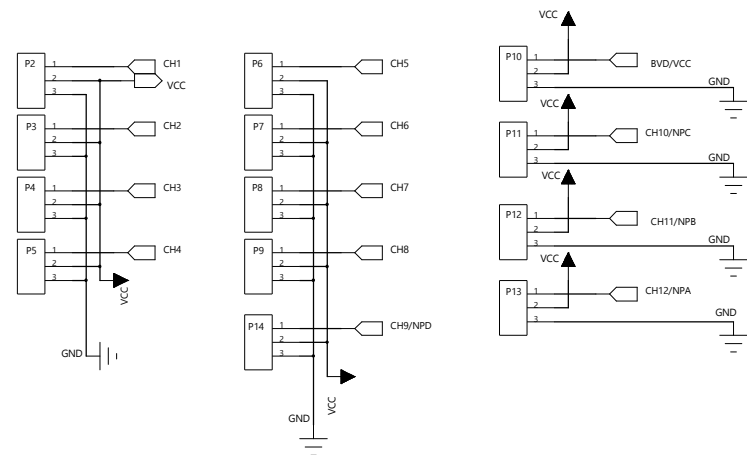 P2
1
2
3
CH1
VCC
P3
1
2
3
CH2
P4
1
2
3
CH3
P5
1
2
3
CH4
VCC
GND
P6
1
2
3
CH5
P7
1
2
3
CH6
P8
1
2
3
CH7
P9
1
2
3
CH8
P14
1
2
3
CH9/NPD
VCC
GND
VCC
P10
1
2
3
BVD/VCC
GND
VCC
P11
1
2
3
CH10/NPC
GND
VCC
P12
1
2
3
CH11/NPB
GND
VCC
P13
1
2
3
CH12/NPA
GND